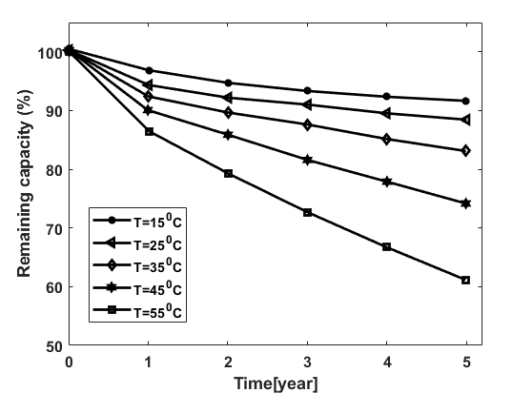 Remaining capacity (%)
100
90
80
70
60
50
T=15⁰C
T=25⁰C
T=35⁰C
T=45⁰C
T=55⁰C
0 1 2 3 4 5
Time[year]